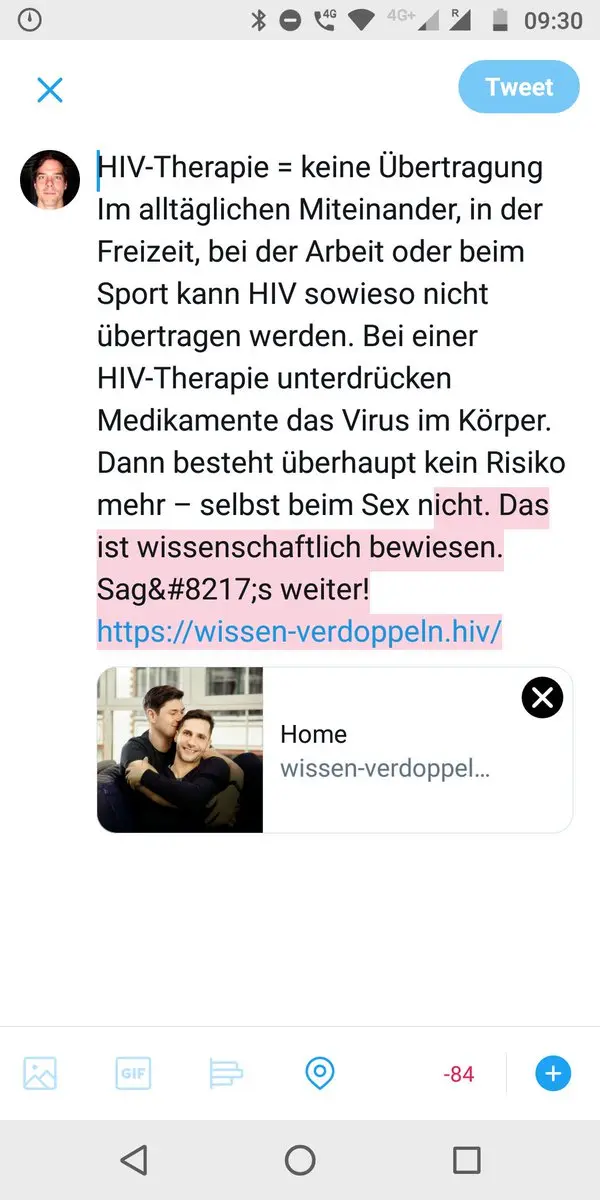 4G 4G+ R 09:30
Tweet
HIV-Therapie = keine Übertragung
Im alltäglichen Miteinander, in der
Freizeit, bei der Arbeit oder beim
Sport kann HIV sowieso nicht
übertragen werden. Bei einer
HIV-Therapie unterdrücken
Medikamente das Virus im Körper.
Dann besteht überhaupt kein Risiko
mehr – selbst beim Sex nicht. Das
ist wissenschaftlich bewiesen.
Sag&#8217;s weiter!
https://wissen-verdoppeln.hiv/
Home
wissen-verdoppel...
GIF
-84